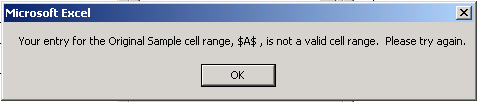 Microsoft Excel
Your entry for the Original Sample cell range, $A$ , is not a valid cell range.  Please try again.
OK